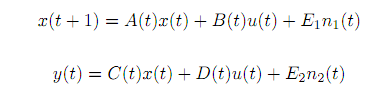 x(t + 1) = A(t)x(t) + B(t)u(t) + E₁n₁(t)
y(t) = C(t)x(t) + D(t)u(t) + E₂n₂(t)